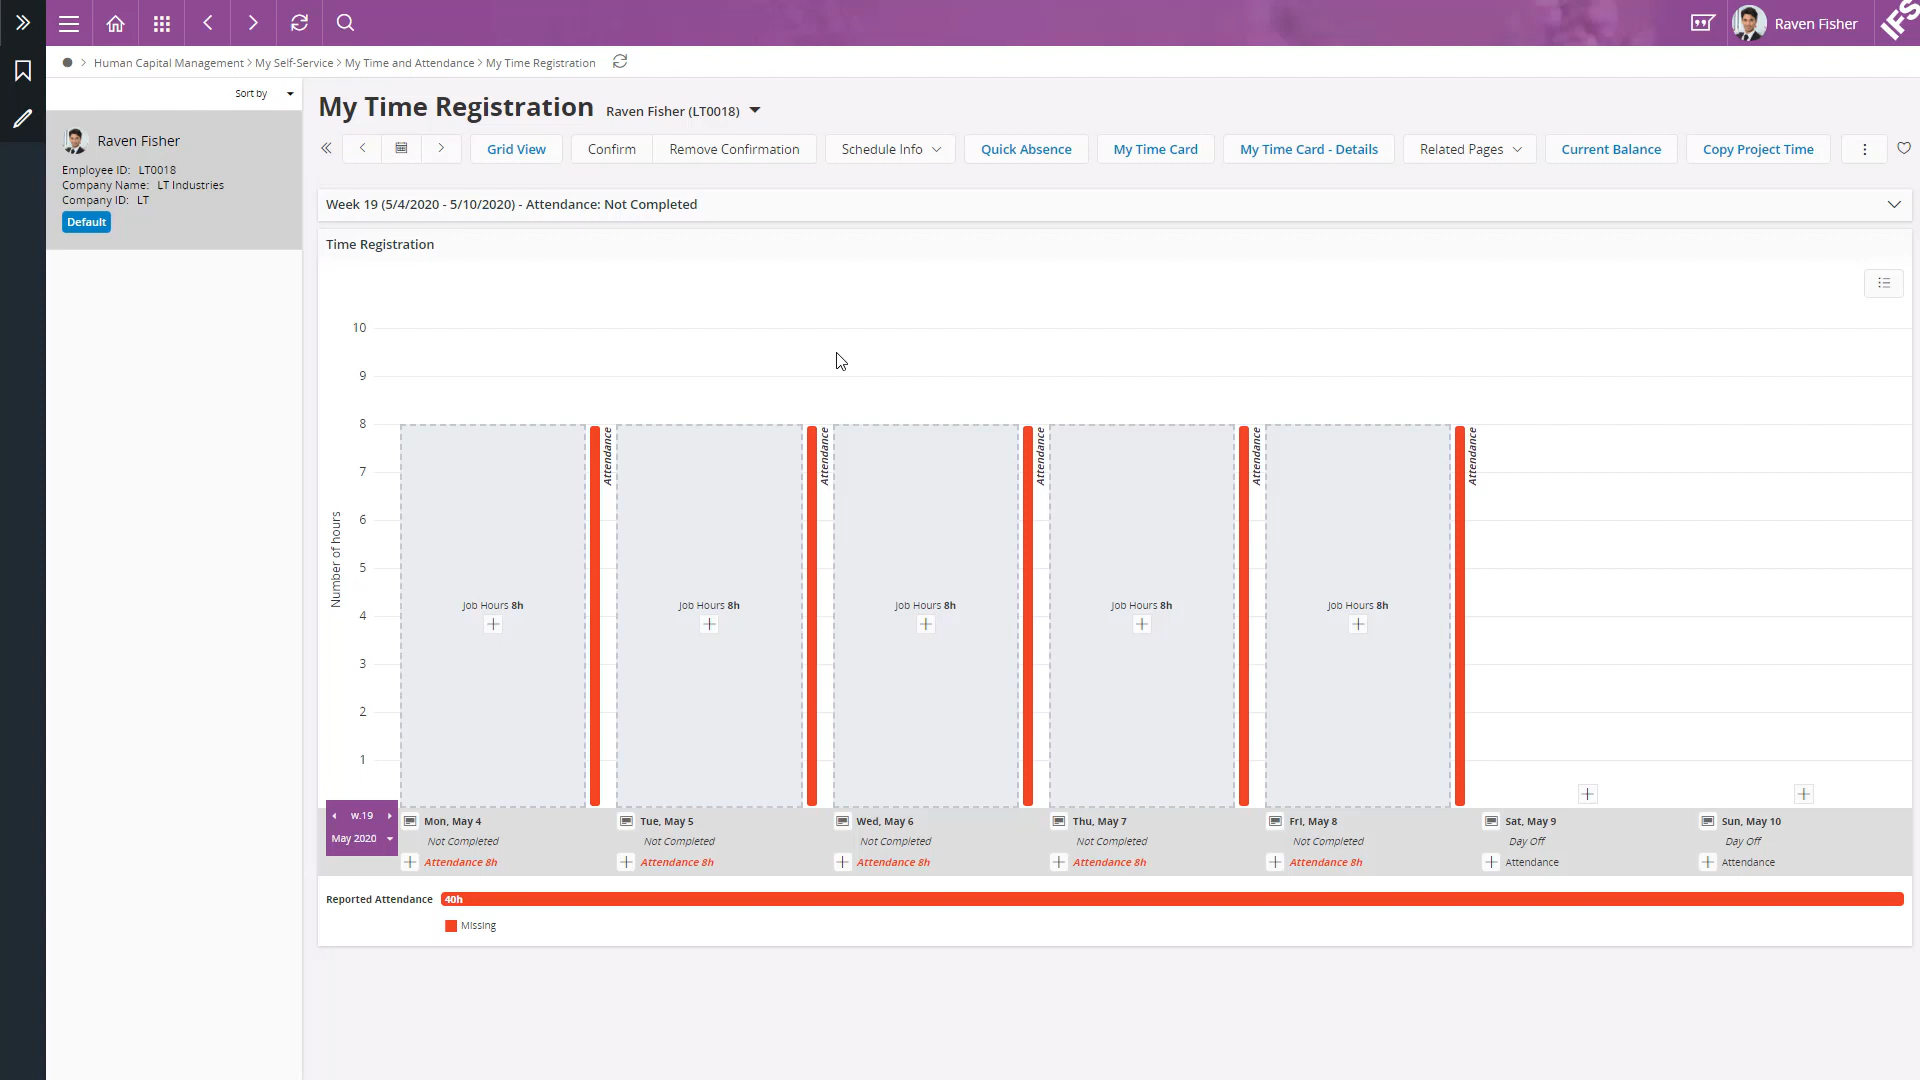 Raven Fisher
IFS
Human Capital Management > My Self-Service > My Time and Attendance > My Time Registration
Sort by
Raven Fisher
Employee ID: LT0018
Company Name: LT Industries
Company ID: LT
Default
My Time Registration Raven Fisher (LT0018)
Grid View Confirm Remove Confirmation Schedule Info Quick Absence My Time Card My Time Card - Details Related Pages Current Balance Copy Project Time
Week 19 (5/4/2020 - 5/10/2020) - Attendance: Not Completed
Time Registration
Number of hours
10
9
8
7
6
5
4
3
2
1
Attendance Attendance Attendance Attendance Attendance
Job Hours 8h Job Hours 8h Job Hours 8h Job Hours 8h Job Hours 8h
w.19
May 2020
Mon, May 4 Tue, May 5 Wed, May 6 Thu, May 7 Fri, May 8 Sat, May 9 Sun, May 10
Not Completed Not Completed Not Completed Not Completed Not Completed Day Off Day Off
Attendance 8h Attendance 8h Attendance 8h Attendance 8h Attendance 8h Attendance Attendance
Reported Attendance 40h
Missing